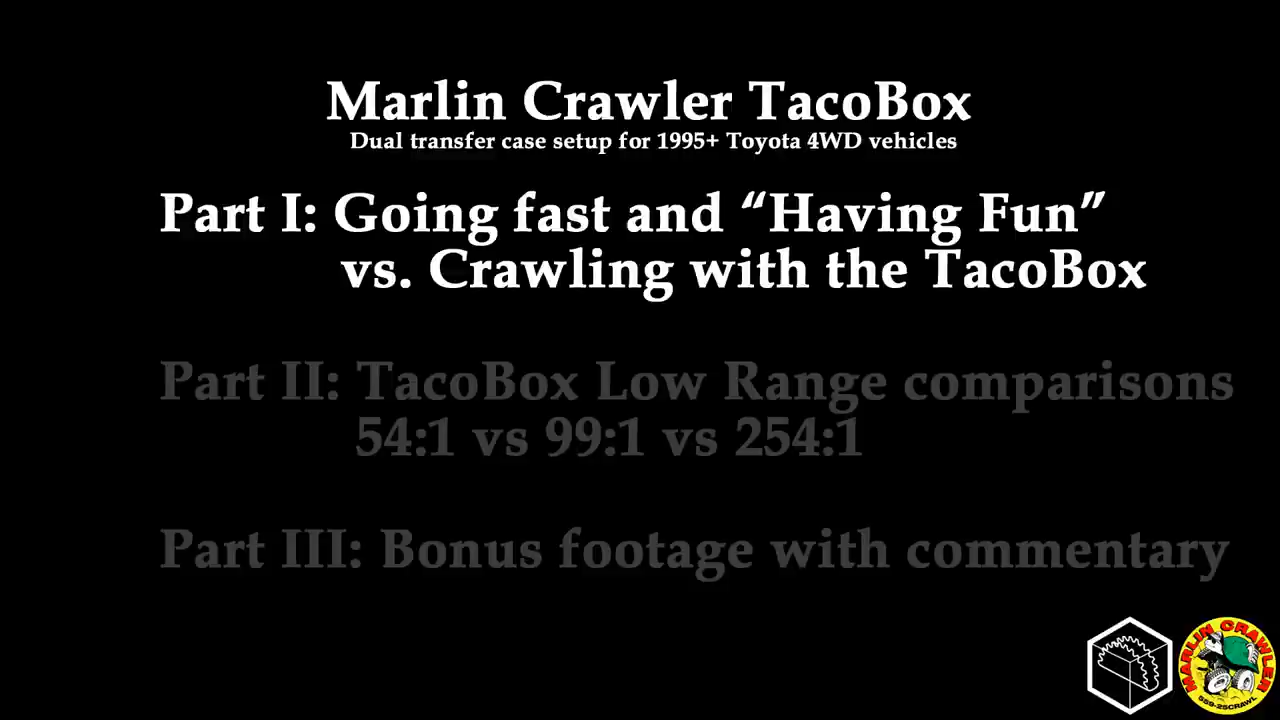 Marlin Crawler TacoBox
Dual transfer case setup for 1995+ Toyota 4WD vehicles
Part I: Going fast and “Having Fun”
vs. Crawling with the TacoBox
Part II: TacoBox Low Range comparisons
54:1 vs 99:1 vs 254:1
Part III: Bonus footage with commentary
MARLIN CRAWLER
559-25CRAWL